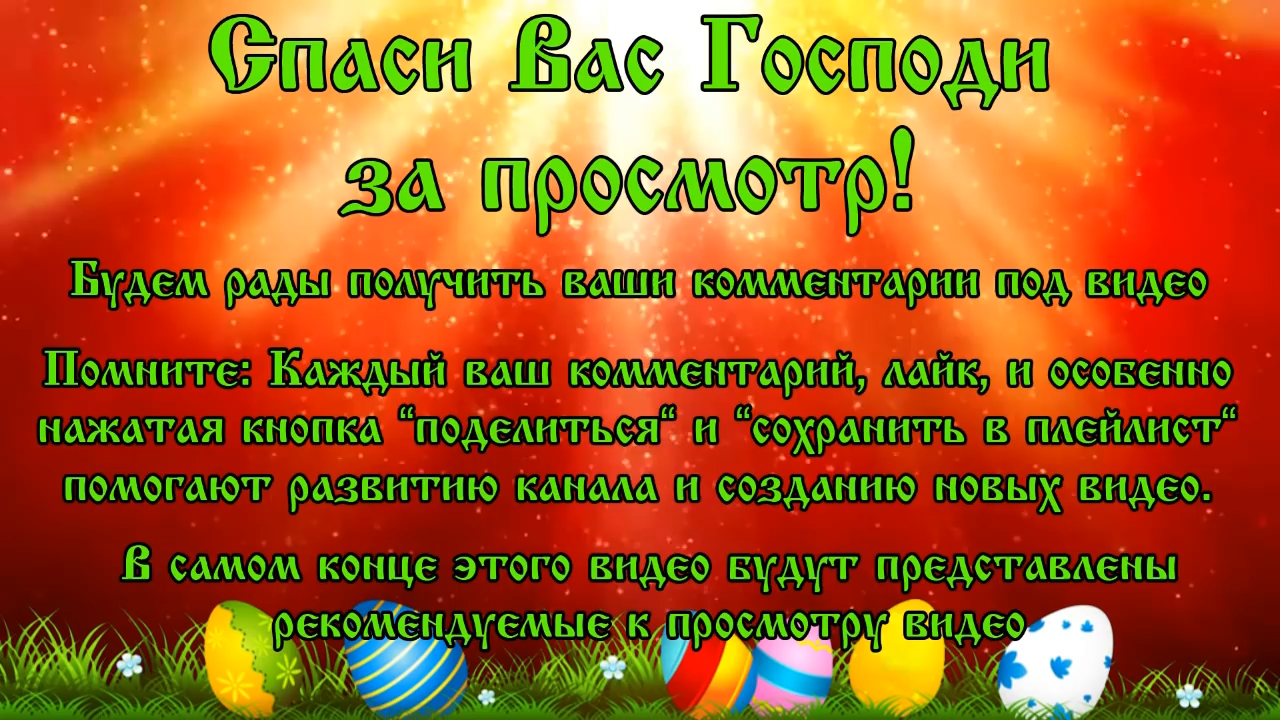 Спаси Вас Господи
за просмотр!
Будем рады получить ваши комментарии под видео
Помните: Каждый ваш комментарий, лайк, и особенно
нажатая кнопка “поделиться“ и “сохранить в плейлист“
помогают развитию канала и созданию новых видео.
В самом конце этого видео будут представлены
рекомендуемые к просмотру видео